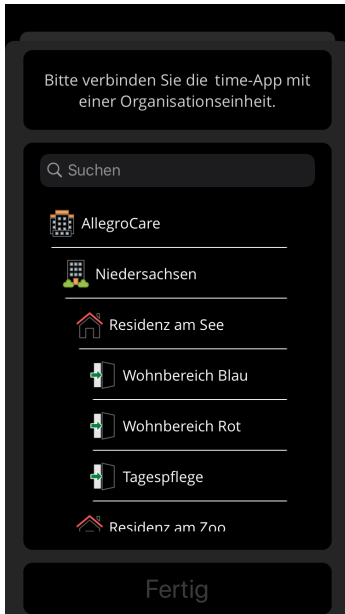 Bitte verbinden Sie die time-App mit
einer Organisationseinheit.
Suchen
AllegroCare
Niedersachsen
Residenz am See
Wohnbereich Blau
Wohnbereich Rot
Tagespflege
Residenz am Zoo
Fertig